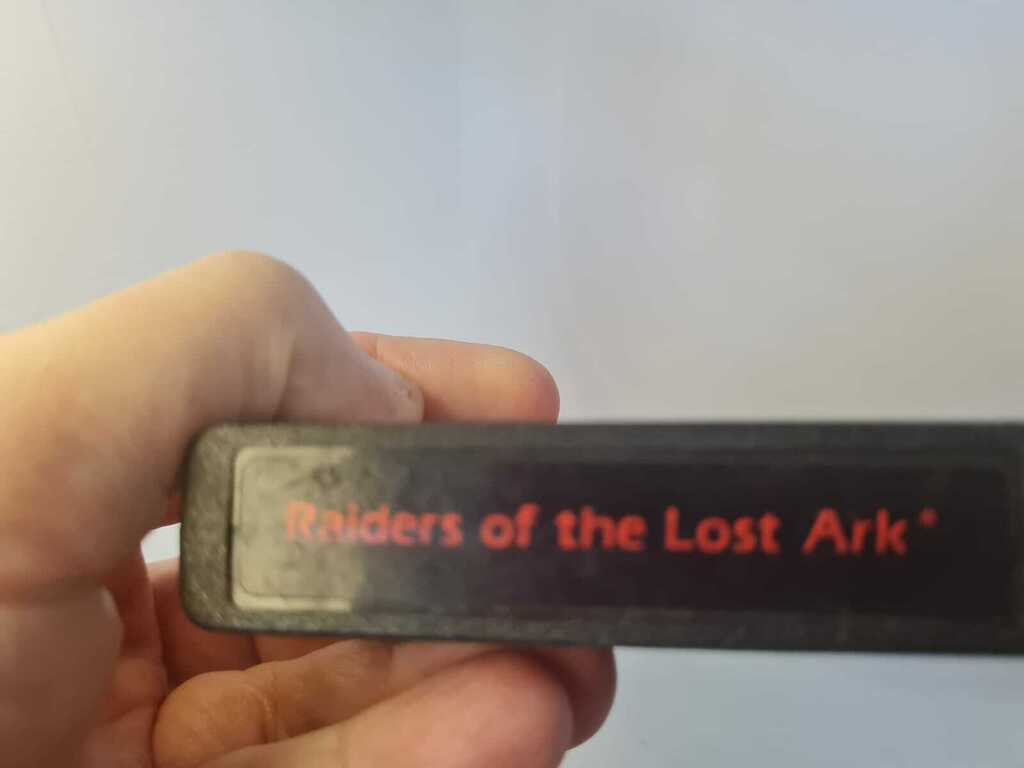 Raiders of the Lost Ark*